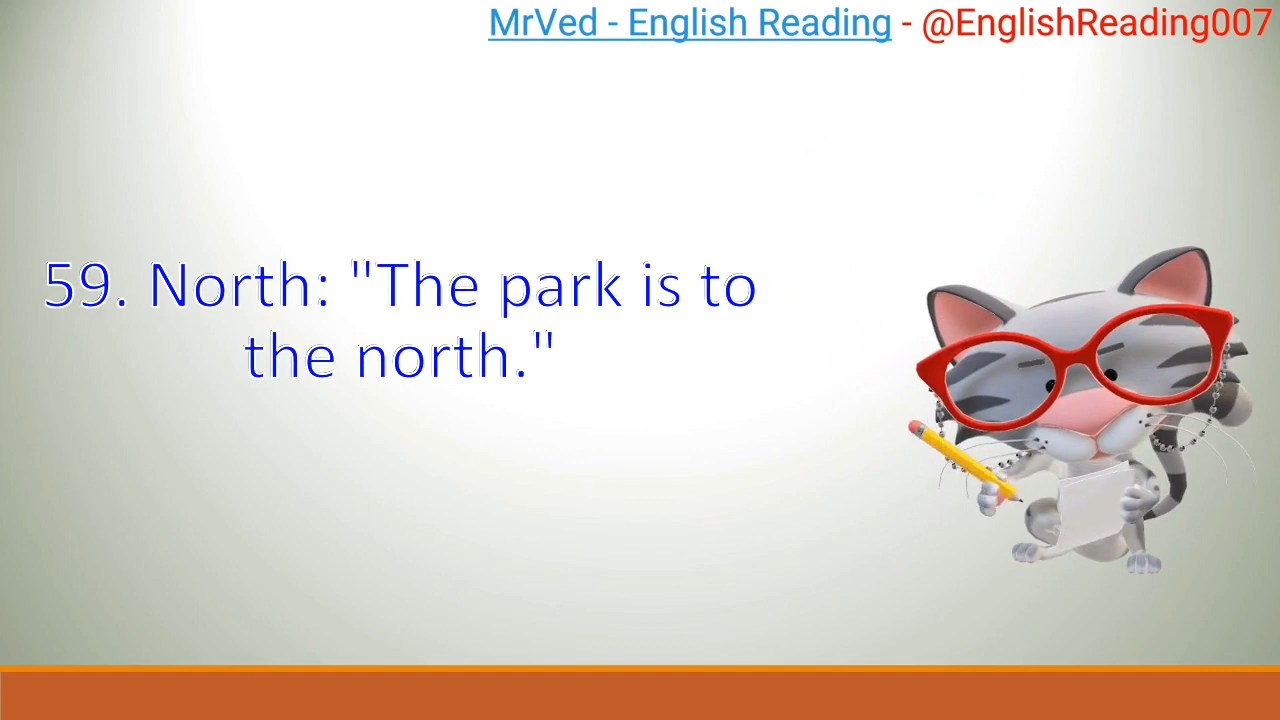 MrVed - English Reading - @EnglishReading007
59. North: "The park is to
the north."